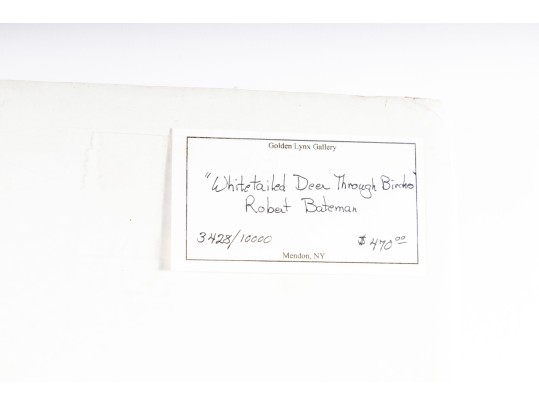 Golden Lynx Gallery
"Whitetailed Deer Through Birches"
Robert Bateman
3428/10000
$470.00
Mendon, NY